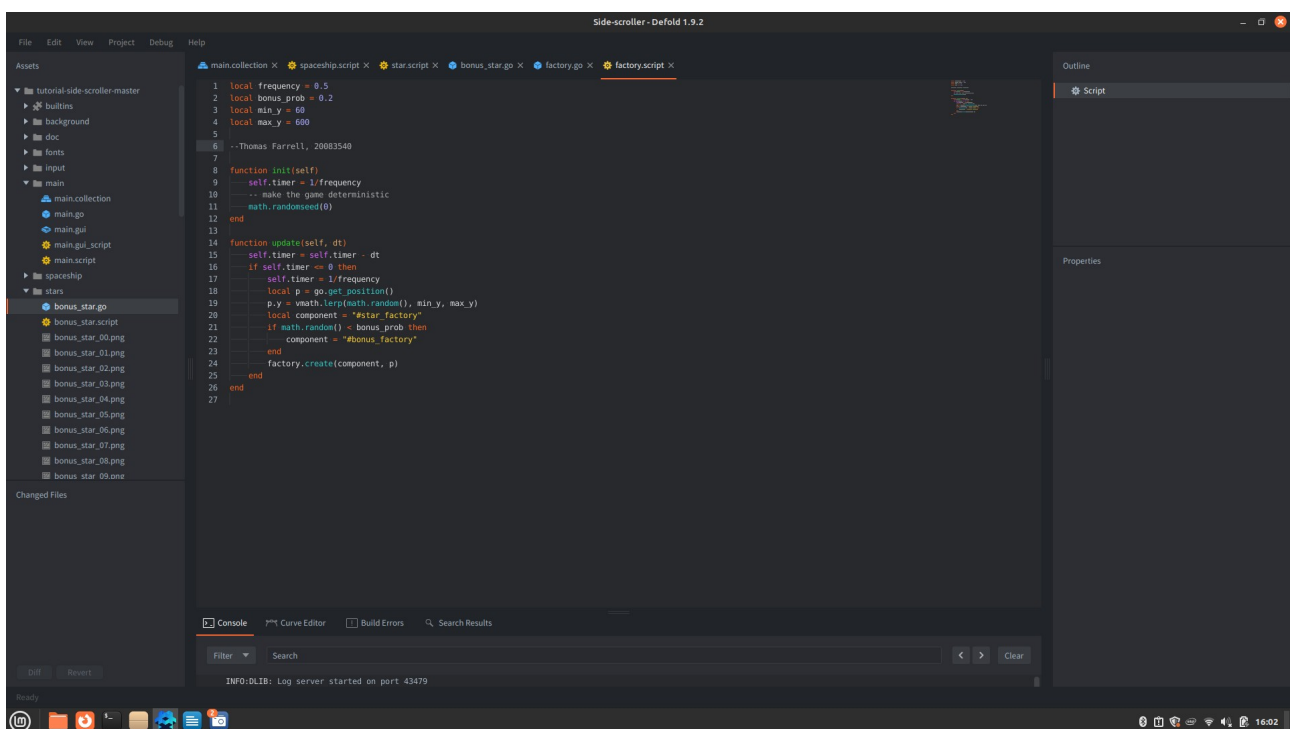 Side-scroller - Defold 1.9.2
File Edit View Project Debug Help
Assets
tutorial-side-scroller-master
builtins
background
doc
fonts
input
main
main.collection
main.go
main.gui
main.gui_script
main.script
spaceship
stars
bonus_star.go
bonus_star.script
bonus_star_00.png
bonus_star_01.png
bonus_star_02.png
bonus_star_03.png
bonus_star_04.png
bonus_star_05.png
bonus_star_06.png
bonus_star_07.png
bonus_star_08.png
bonus_star_09.png
Changed Files
Diff Revert
Ready
main.collection × spaceship.script × star.script × bonus_star.go × factory.go × factory.script ×
1 local frequency = 0.5
2 local bonus_prob = 0.2
3 local min_y = 60
4 local max_y = 600
5
6 --Thomas Farrell, 20083540
7
8 function init(self)
9 self.timer = 1/frequency
10 -- make the game deterministic
11 math.randomseed(0)
12 end
13
14 function update(self, dt)
15 self.timer = self.timer - dt
16 if self.timer <= 0 then
17 self.timer = 1/frequency
18 local p = go.get_position()
19 p.y = vmath.lerp(math.random(), min_y, max_y)
20 local component = "#star_factory"
21 if math.random() < bonus_prob then
22 component = "#bonus_factory"
23 end
24 factory.create(component, p)
25 end
26 end
27
Console Curve Editor Build Errors Search Results
Filter Search Clear
INFO:DLIB: Log server started on port 43479
Outline
Script
Properties
16:02